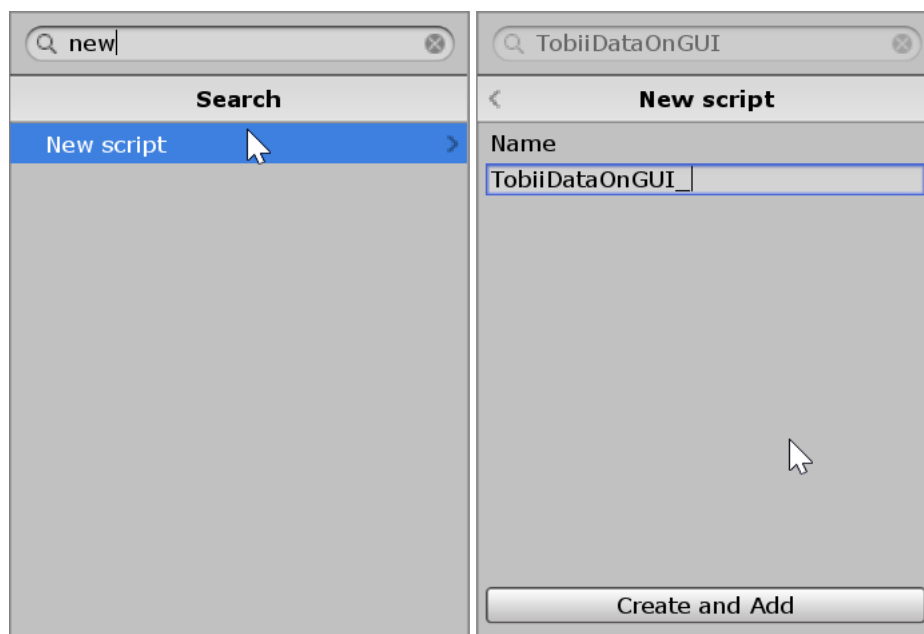 new
Search
New script
TobiiDataOnGUI
New script
Name
TobiiDataOnGUI_
Create and Add